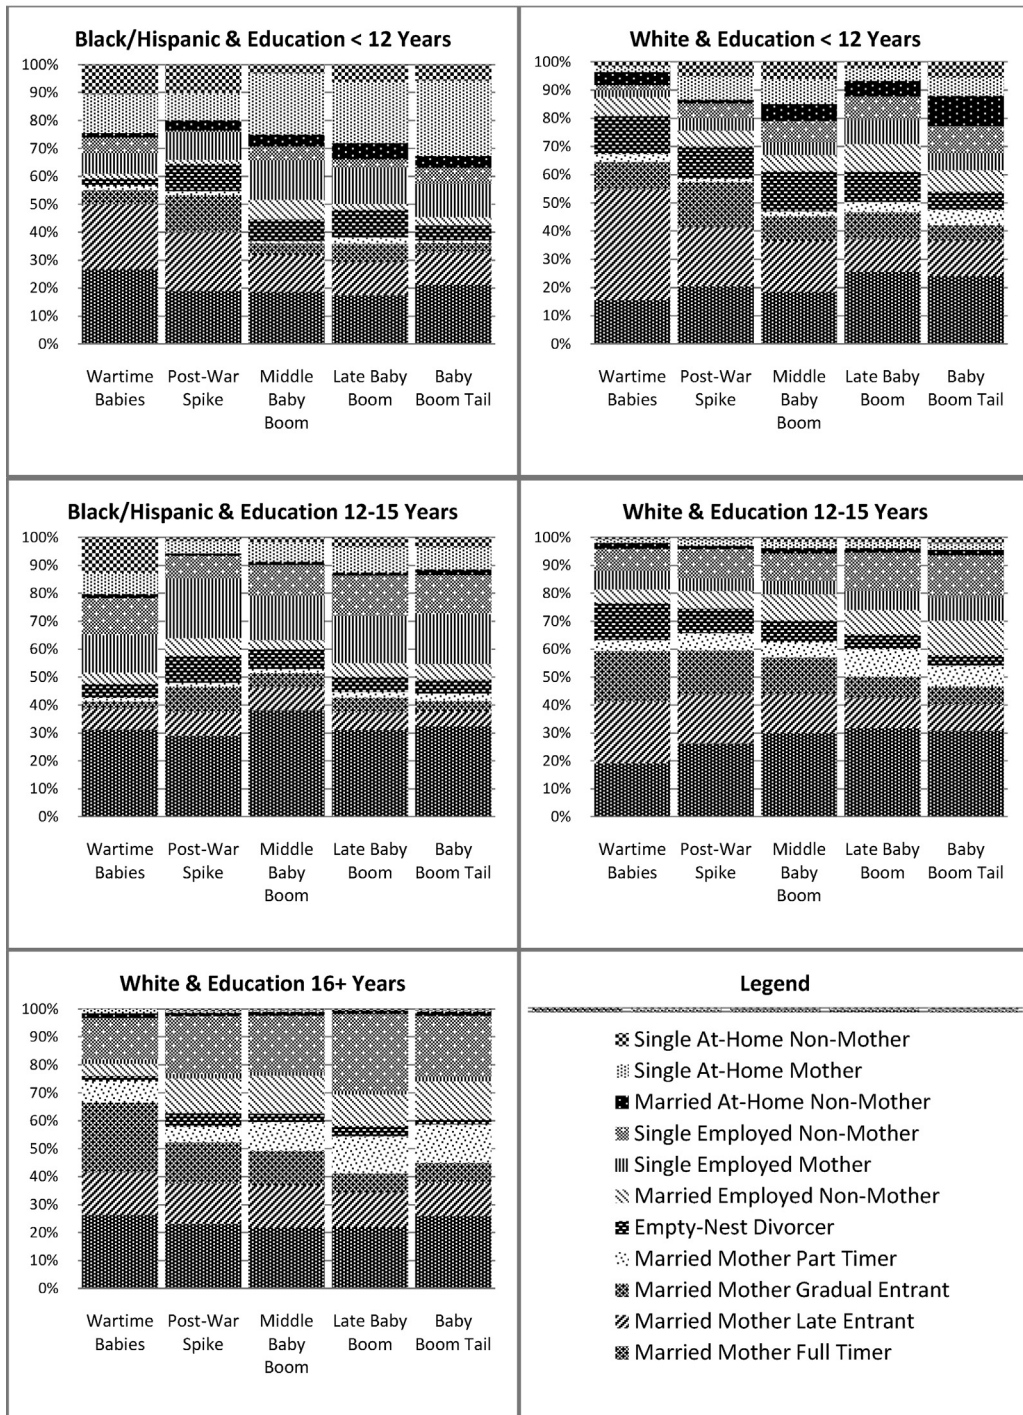 Black/Hispanic & Education < 12 Years
100%
90%
80%
70%
60%
50%
40%
30%
20%
10%
0%
Wartime Babies
Post-War Spike
Middle Baby Boom
Late Baby Boom
Baby Boom Tail
White & Education < 12 Years
100%
90%
80%
70%
60%
50%
40%
30%
20%
10%
0%
Wartime Babies
Post-War Spike
Middle Baby Boom
Late Baby Boom
Baby Boom Tail
Black/Hispanic & Education 12-15 Years
100%
90%
80%
70%
60%
50%
40%
30%
20%
10%
0%
Wartime Babies
Post-War Spike
Middle Baby Boom
Late Baby Boom
Baby Boom Tail
White & Education 12-15 Years
100%
90%
80%
70%
60%
50%
40%
30%
20%
10%
0%
Wartime Babies
Post-War Spike
Middle Baby Boom
Late Baby Boom
Baby Boom Tail
White & Education 16+ Years
100%
90%
80%
70%
60%
50%
40%
30%
20%
10%
0%
Wartime Babies
Post-War Spike
Middle Baby Boom
Late Baby Boom
Baby Boom Tail
Legend
Single At-Home Non-Mother
Single At-Home Mother
Married At-Home Non-Mother
Single Employed Non-Mother
Single Employed Mother
Married Employed Non-Mother
Empty-Nest Divorcer
Married Mother Part Timer
Married Mother Gradual Entrant
Married Mother Late Entrant
Married Mother Full Timer